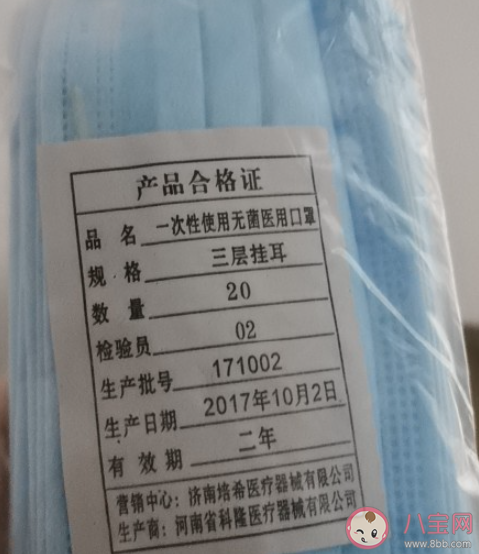 产品合格证
品名 一次性使用无菌医用口罩
规格 三层挂耳
数量 20
检验员 02
生产批号 171002
生产日期 2017年10月2日
有效期 二年
营销中心：济南培希医疗器械有限公司
生产商：河南省科隆医疗器械有限公司
八宝网
www.8bb.com